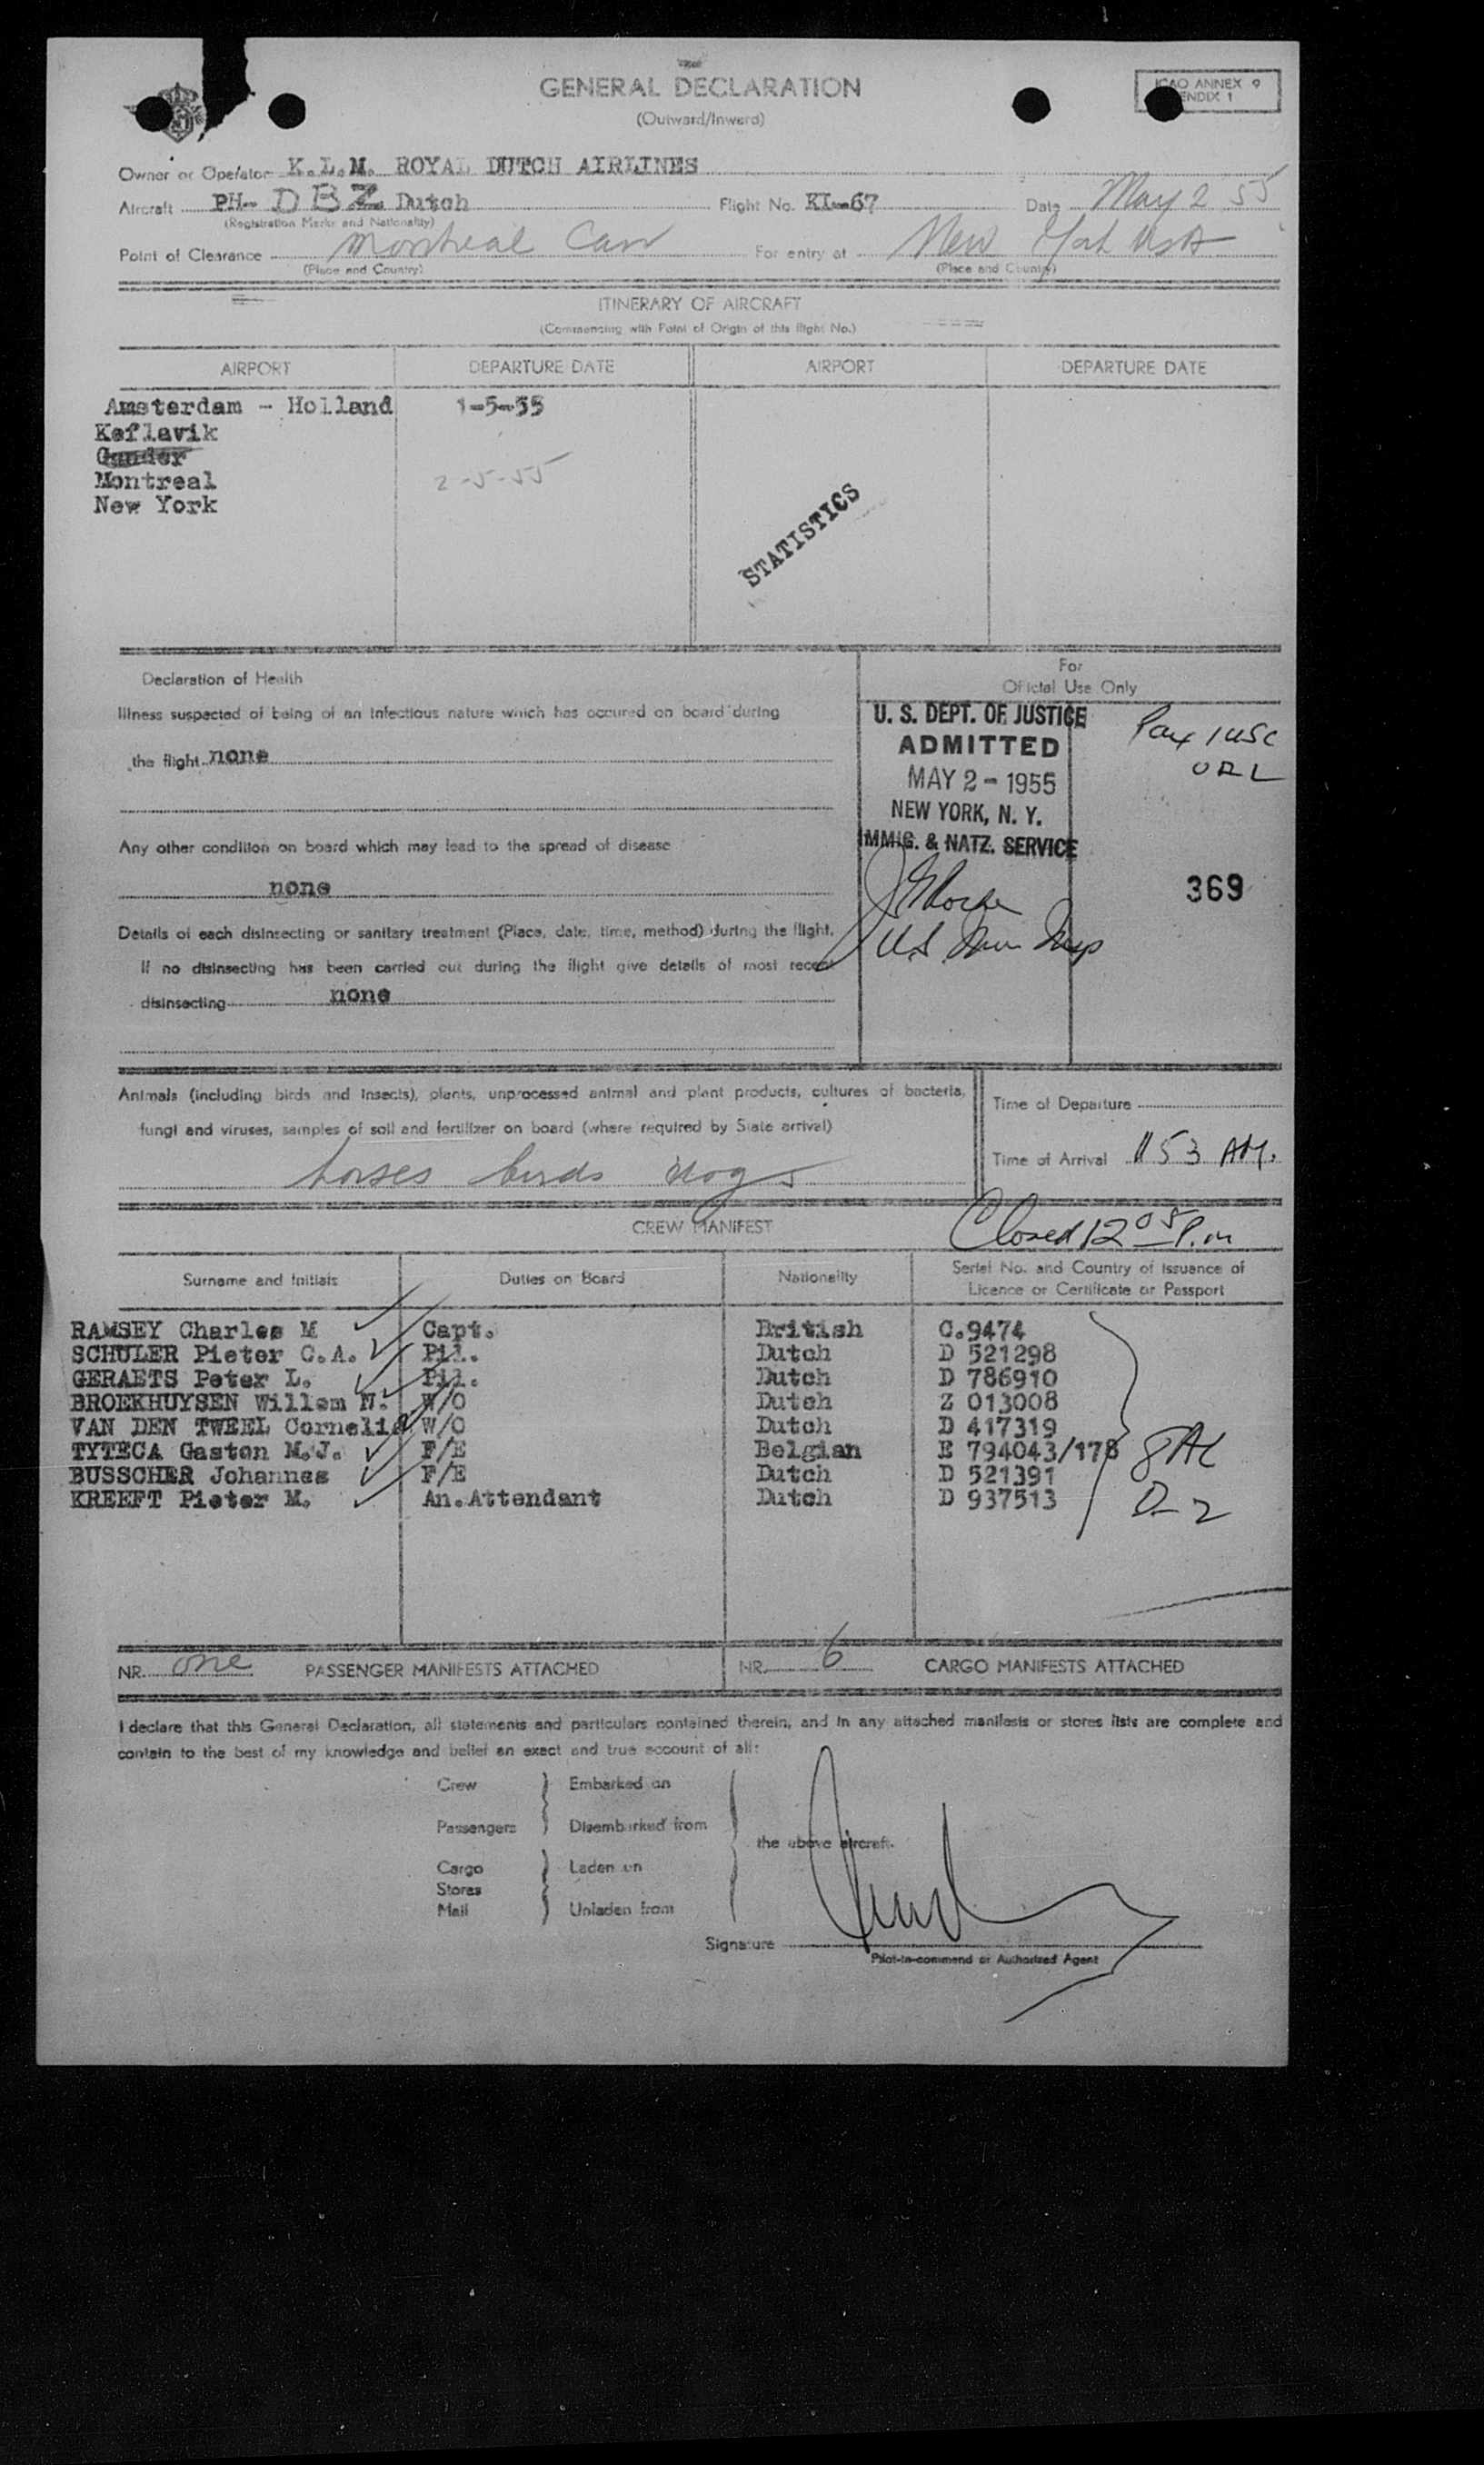 GENERAL DECLARATION
(Outward/Inward)
ICAO ANNEX 9
ENDIX 1
Owner or Operator K.L.M. ROYAL DUTCH AIRLINES
Aircraft PH- DBZ Dutch Flight No. KL-67 Date May 2 55
(Registration Marks and Nationality)
Point of Clearance Montreal Can For entry at New York USA
(Place and Country) (Place and Country)
ITINERARY OF AIRCRAFT
(Commencing with Point of Origin of this flight No.)
AIRPORT DEPARTURE DATE AIRPORT DEPARTURE DATE
Amsterdam - Holland 1-5-55
Keflavik
Gander
Montreal 2-5-55
New York
STATISTICS
Declaration of Health
Illness suspected of being of an infectious nature which has occured on board during
the flight none
Any other condition on board which may lead to the spread of disease
none
Details of each disinsecting or sanitary treatment (Place, date, time, method) during the flight.
If no disinsecting has been carried out during the flight give details of most recent
disinsecting none
For
Official Use Only
U. S. DEPT. OF JUSTICE
ADMITTED
MAY 2 - 1955
NEW YORK, N. Y.
IMMIG. & NATZ. SERVICE
Pax 1 USC
369
Animals (including birds and insects), plants, unprocessed animal and plant products, cultures of bacteria,
fungi and viruses, samples of soil and fertilizer on board (where required by State arrival)
horses birds dogs
Time of Departure
Time of Arrival 1153 AM.
Closed 12 05 P.m
CREW MANIFEST
Surname and Initials Duties on Board Nationality Serial No. and Country of Issuance of
Licence or Certificate or Passport
RAMSEY Charles M Capt. British C.9474
SCHULER Pieter C.A. Pil. Dutch D 521298
GERAETS Peter L. Pil. Dutch D 786910
BROEKHUYSEN Willem N. W/O Dutch Z 013008
VAN DEN TWEEL Cornelis W/O Dutch D 417319
TYTECA Gaston M.J. F/E Belgian E 794043/178
BUSSCHER Johannes F/E Dutch D 521391
KREEFT Pieter M. An.Attendant Dutch D 937513
8 AL
D-2
NR. one PASSENGER MANIFESTS ATTACHED NR. 6 CARGO MANIFESTS ATTACHED
I declare that this General Declaration, all statements and particulars contained therein, and in any attached manifests or stores lists are complete and
contain to the best of my knowledge and belief an exact and true account of all:
Crew Embarked on
Passengers Disembarked from
the above aircraft.
Cargo Laden on
Stores
Mail Unladen from
Signature
Pilot-in-command or Authorized Agent